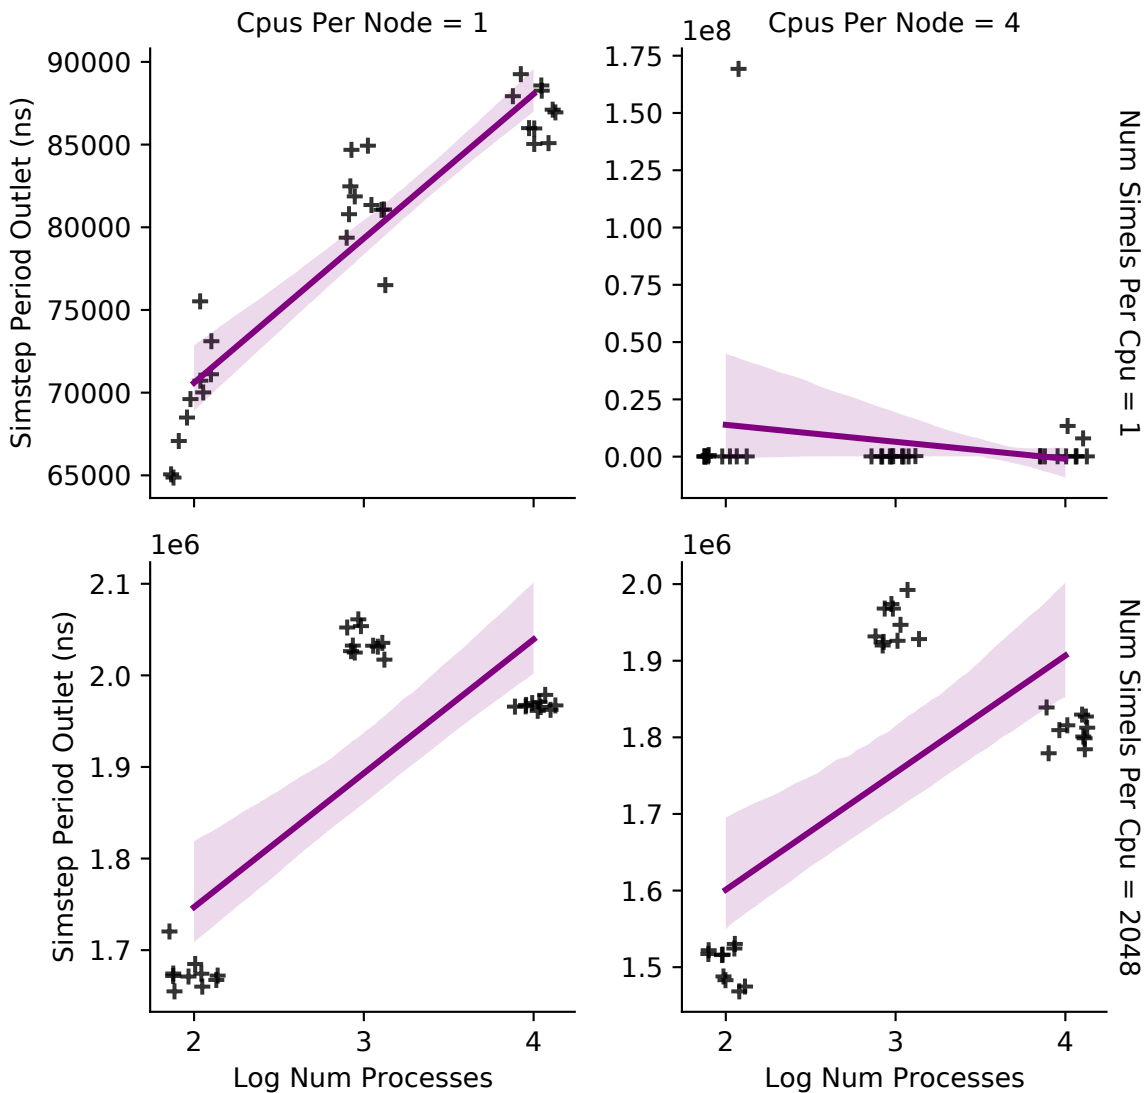 Cpus Per Node = 1
Cpus Per Node = 4
Simstep Period Outlet (ns)
90000
85000
80000
75000
70000
65000
1e8
1.75
1.50
1.25
1.00
0.75
0.50
0.25
0.00
Num Simels Per Cpu = 1
Simstep Period Outlet (ns)
1e6
2.1
2.0
1.9
1.8
1.7
2
3
4
Log Num Processes
1e6
2.0
1.9
1.8
1.7
1.6
1.5
2
3
4
Log Num Processes
Num Simels Per Cpu = 2048